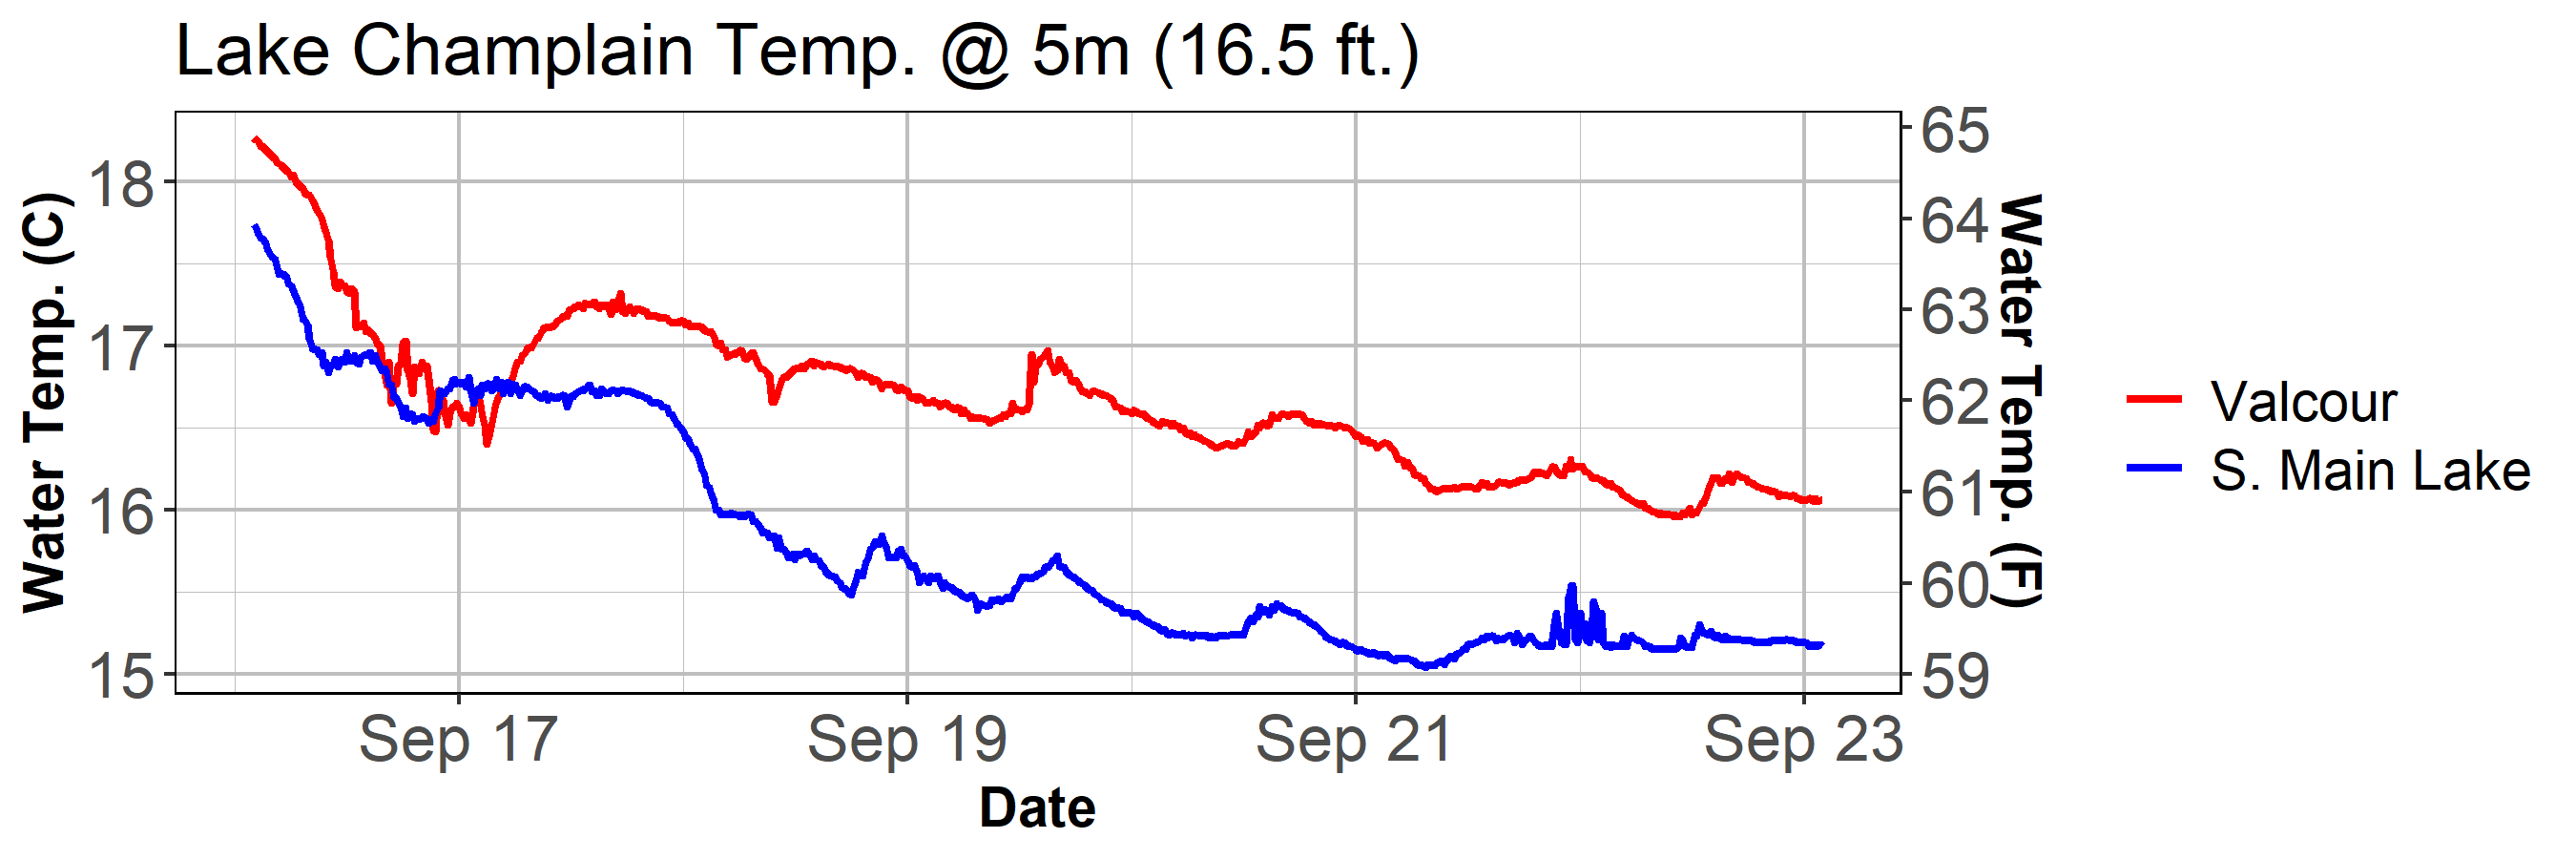 Lake Champlain Temp. @ 5m (16.5 ft.)
Water Temp. (C)
18
17
16
15
65
64
63
62
61
60
59
Water Temp. (F)
Sep 17
Sep 19
Sep 21
Sep 23
Date
Valcour
S. Main Lake